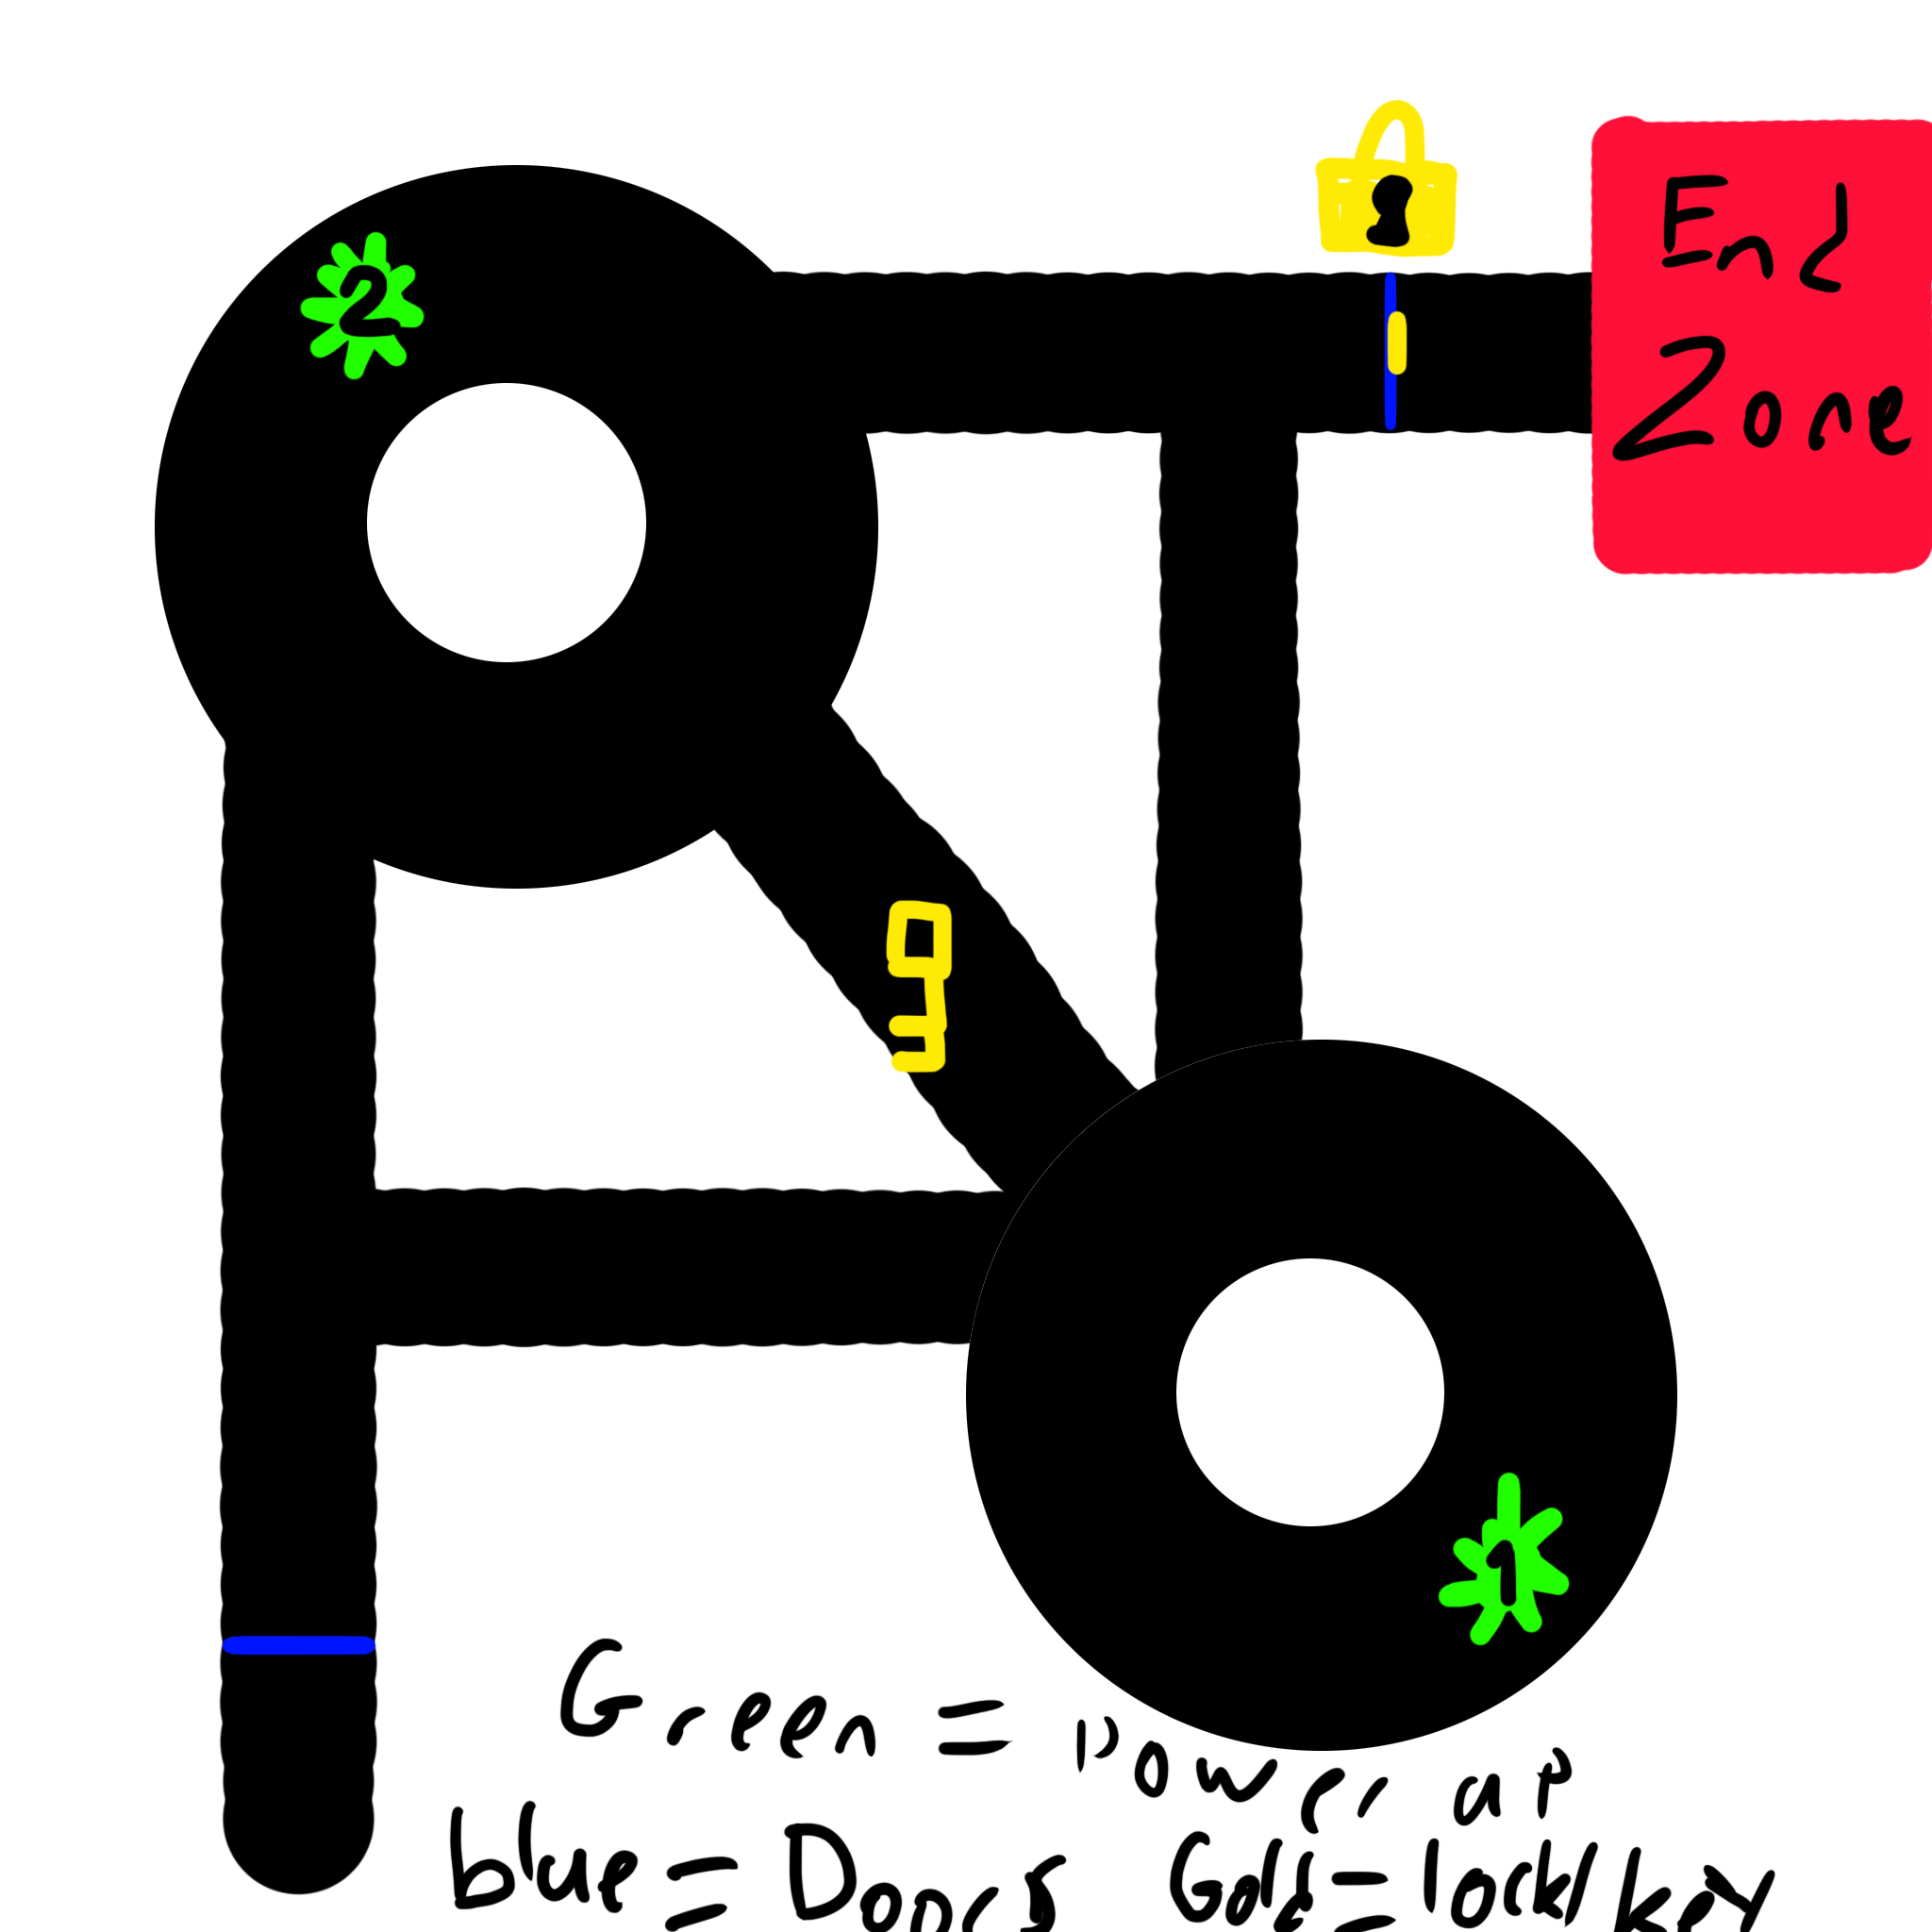 2
End
Zone
1
Green = Power up
blue = Doors
Gold = lock/key